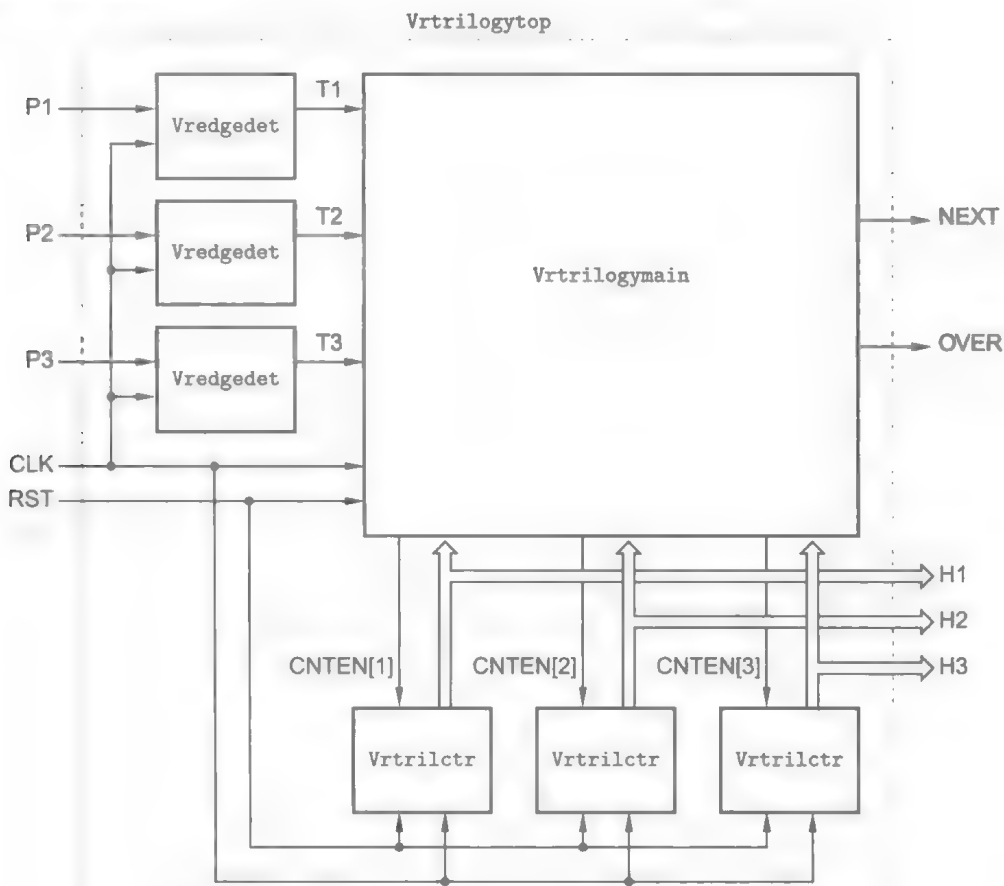 Vrtrilogytop
P1
T1
Vredgedet
P2
T2
Vredgedet
NEXT
Vrtrilogymain
P3
T3
Vredgedet
OVER
CLK
RST
H1
H2
CNTEN[1]
CNTEN[2]
CNTEN[3]
H3
Vrtrilctr
Vrtrilctr
Vrtrilctr